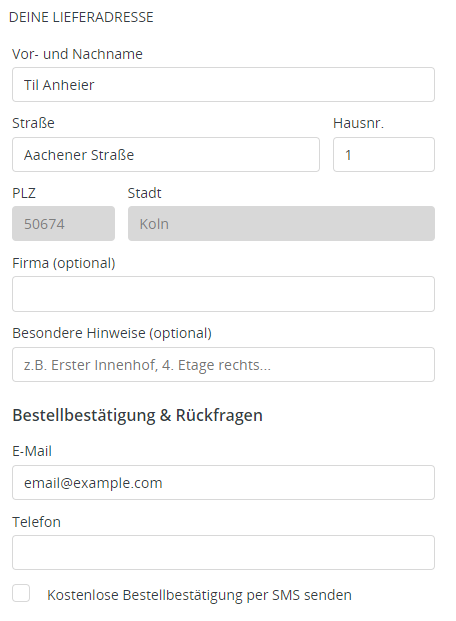 DEINE LIEFERADRESSE
Vor- und Nachname
Til Anheier
Straße Hausnr.
Aachener Straße 1
PLZ Stadt
50674 Koln
Firma (optional)
Besondere Hinweise (optional)
z.B. Erster Innenhof, 4. Etage rechts...
Bestellbestätigung & Rückfragen
E-Mail
email@example.com
Telefon
Kostenlose Bestellbestätigung per SMS senden